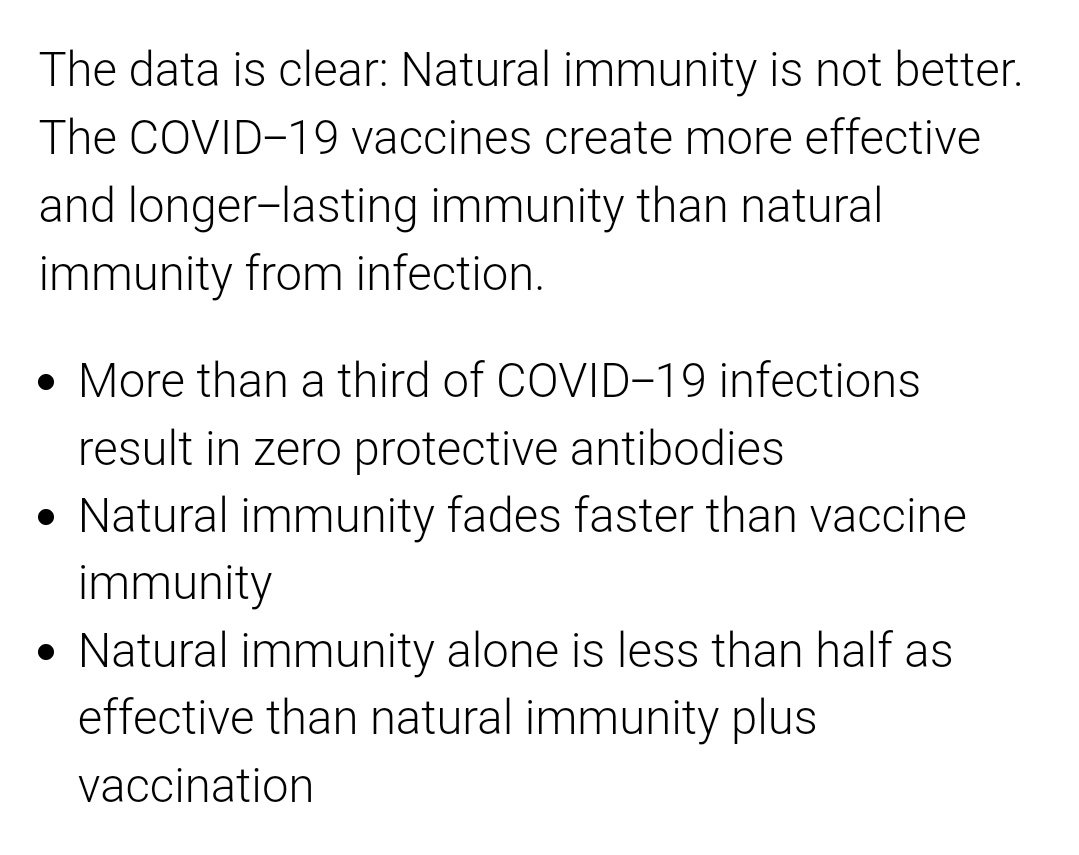 The data is clear: Natural immunity is not better.
The COVID–19 vaccines create more effective
and longer–lasting immunity than natural
immunity from infection.
• More than a third of COVID–19 infections
result in zero protective antibodies
• Natural immunity fades faster than vaccine
immunity
• Natural immunity alone is less than half as
effective than natural immunity plus
vaccination